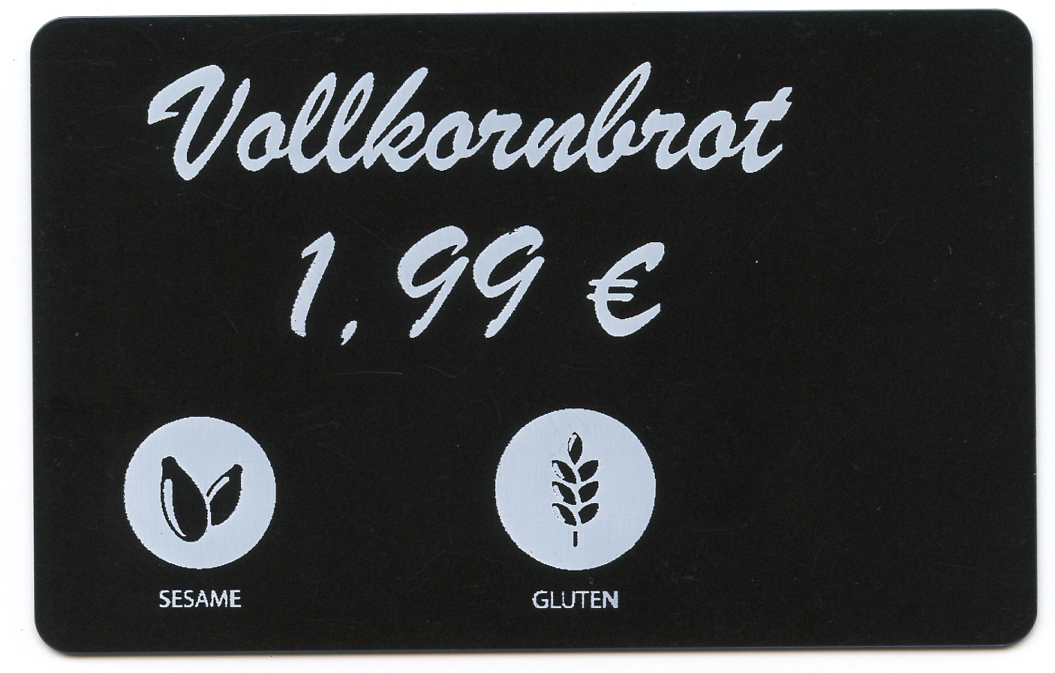 Vollkornbrot
1,99 €
SESAME
GLUTEN